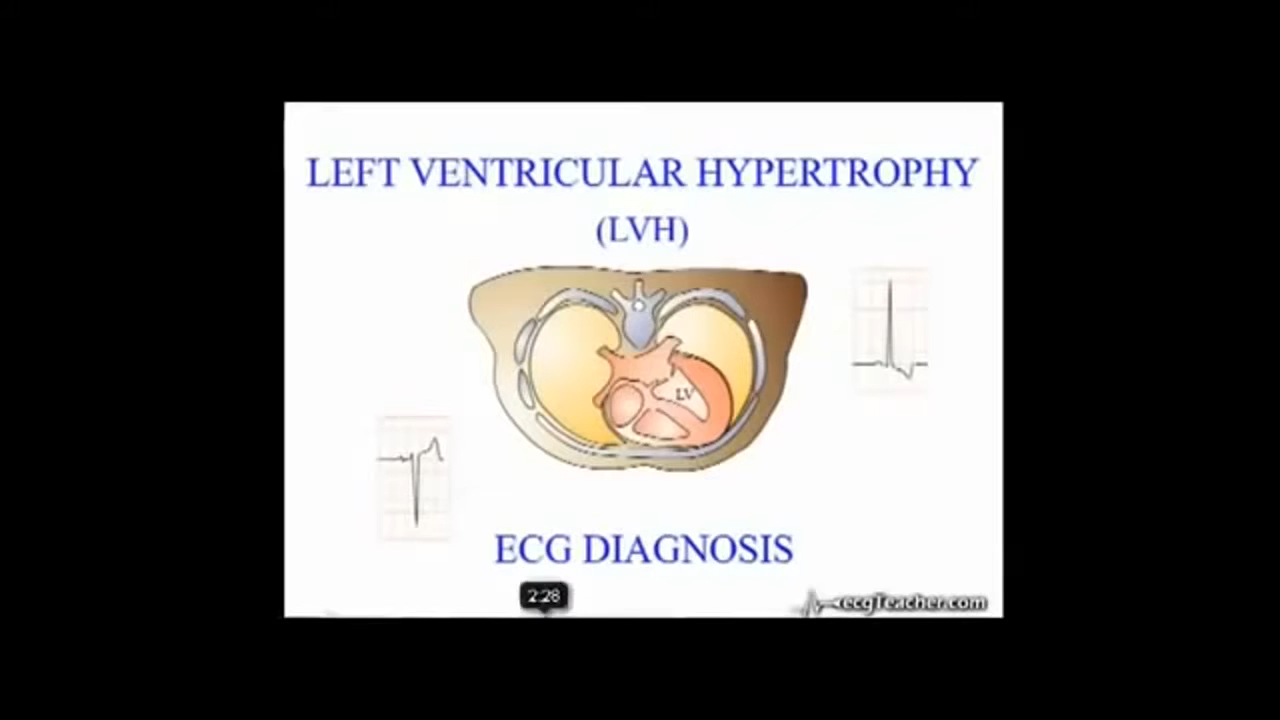 LEFT VENTRICULAR HYPERTROPHY
(LVH)
LV
ECG DIAGNOSIS
2:28
ecgTeacher.com